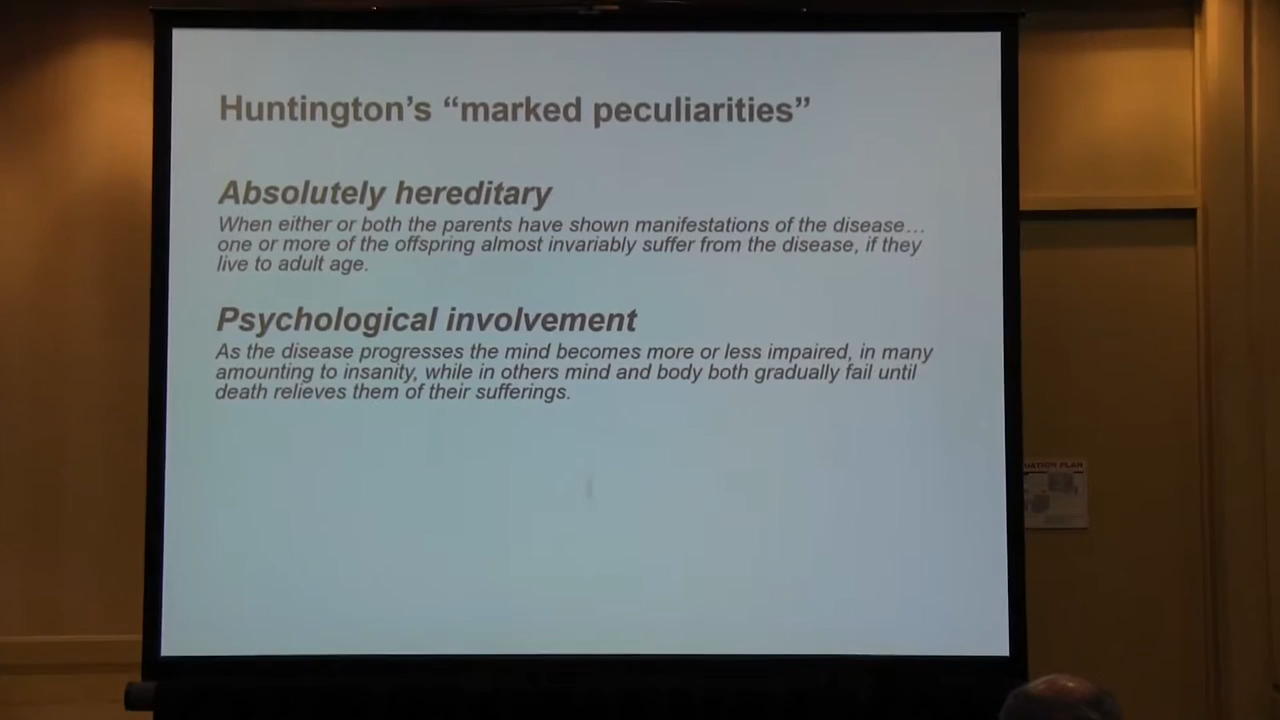 Huntington's “marked peculiarities”
Absolutely hereditary
When either or both the parents have shown manifestations of the disease…
one or more of the offspring almost invariably suffer from the disease, if they
live to adult age.
Psychological involvement
As the disease progresses the mind becomes more or less impaired, in many
amounting to insanity, while in others mind and body both gradually fail until
death relieves them of their sufferings.
UATION PLAN